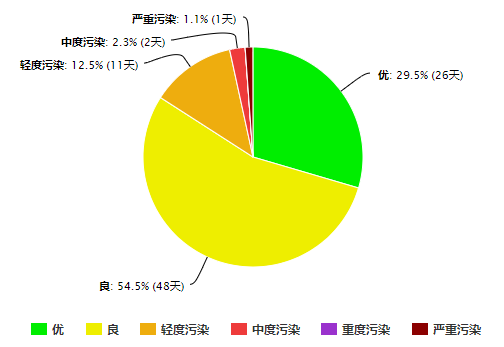 严重污染: 1.1% (1天)
中度污染: 2.3% (2天)
轻度污染: 12.5% (11天)
优: 29.5% (26天)
良: 54.5% (48天)
优 良 轻度污染 中度污染 重度污染 严重污染